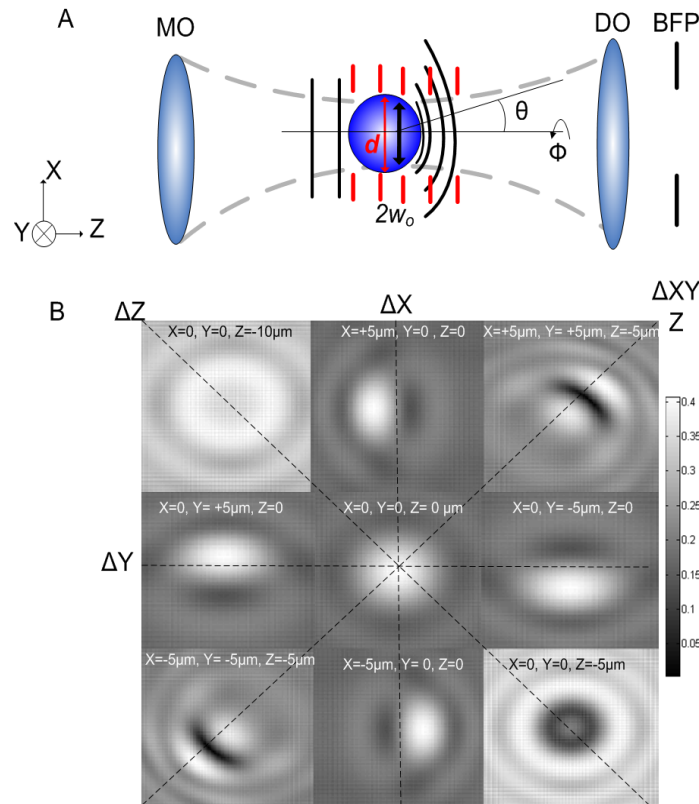 A
MO
DO
BFP
θ
Φ
d
2wₒ
X
Y
Z
B
ΔZ
ΔX
ΔXY
Z
X=0, Y=0, Z=-10µm
X=+5µm, Y=0 , Z=0
X=+5µm, Y= +5µm, Z=-5µm
0.4
0.35
0.3
0.25
0.2
0.15
0.1
0.05
ΔY
X=0, Y= +5µm, Z=0
X=0, Y=0, Z= 0 µm
X=0, Y= -5µm, Z=0
X=-5µm, Y= -5µm, Z=-5µm
X=-5µm, Y= 0, Z=0
X=0, Y=0, Z=-5µm